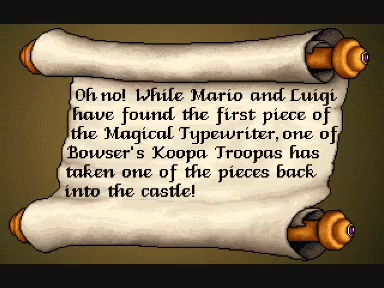 Oh no! While Mario and Luigi
have found the first piece of
the Magical Typewriter, one of
Bowser's Koopa Troopas has
taken one of the pieces back
into the castle!